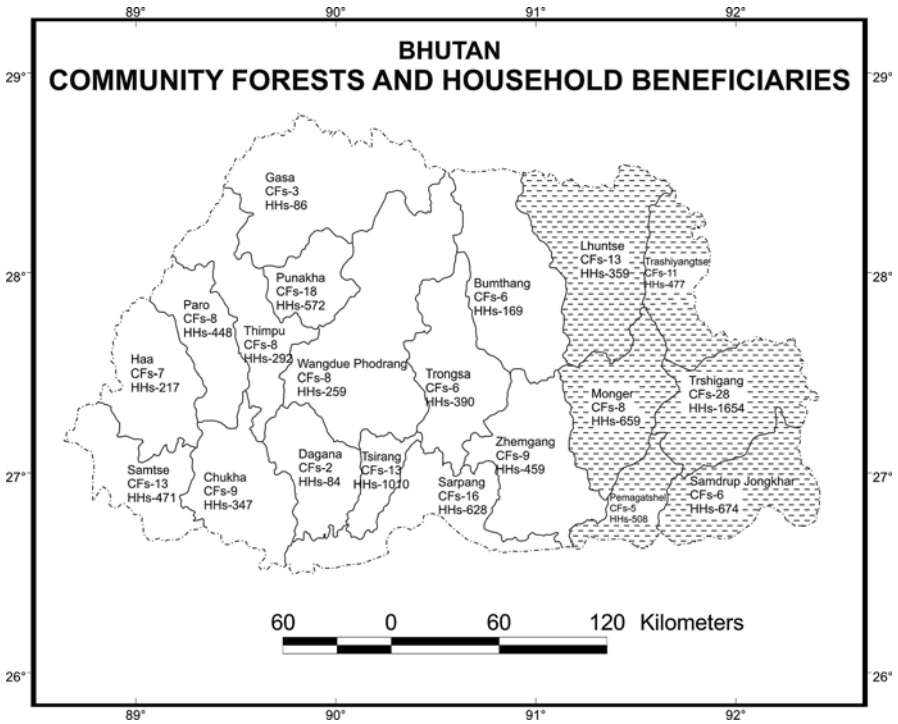 89°
90°
91°
92°
BHUTAN
COMMUNITY FORESTS AND HOUSEHOLD BENEFICIARIES
29°
29°
Gasa
CFs-3
HHs-86
Lhuntse
CFs-13
HHs-359
Trashiyangtse
CFs-11
HHs-477
28°
28°
Punakha
CFs-18
HHs-572
Bumthang
CFs-6
HHs-169
Paro
CFs-8
HHs-448
Thimpu
CFs-8
HHs-292
Haa
CFs-7
HHs-217
Wangdue Phodrang
CFs-8
HHs-259
Trongsa
CFs-6
HHs-390
Monger
CFs-8
HHs-659
Trshigang
CFs-28
HHs-1654
27°
27°
Samtse
CFs-13
HHs-471
Chukha
CFs-9
HHs-347
Dagana
CFs-2
HHs-84
Tsirang
CFs-13
HHs-1010
Zhemgang
CFs-9
HHs-459
Sarpang
CFs-16
HHs-628
Pemagatshel
CFs-5
HHs-508
Samdrup Jongkhar
CFs-6
HHs-674
60 0 60 120 Kilometers
26°
26°
89°
90°
91°
92°